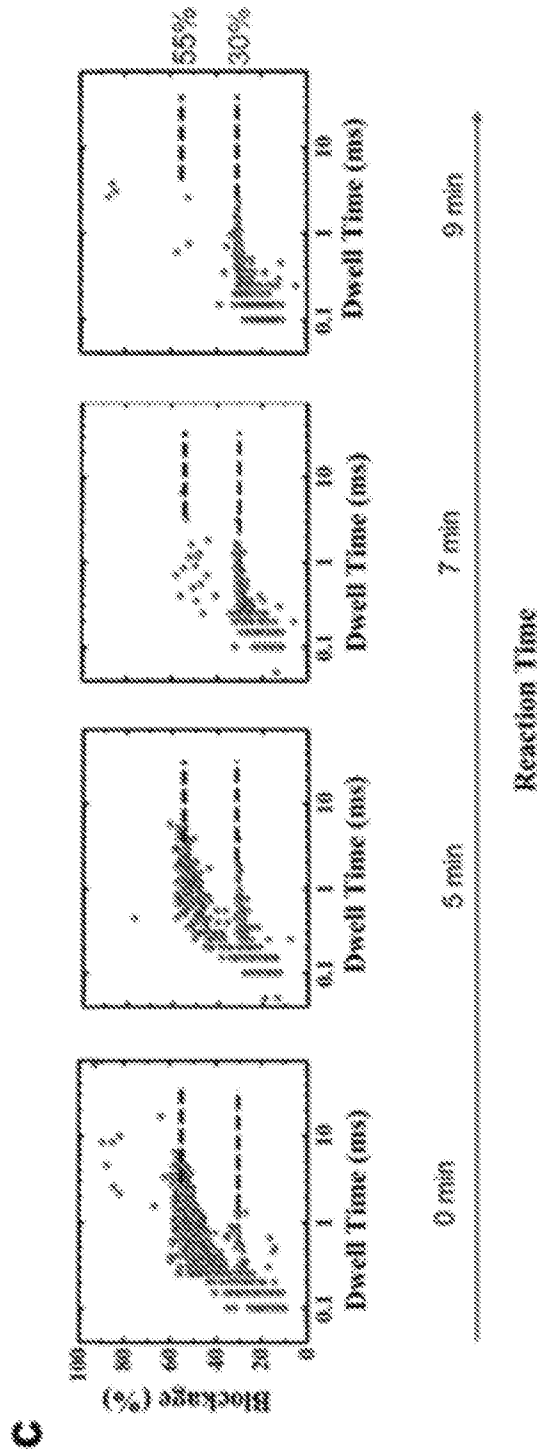 C
Blockage (%)
100
80
60
40
20
0
0.1 1 10
Dwell Time (ms)
0.1 1 10
Dwell Time (ms)
0.1 1 10
Dwell Time (ms)
0.1 1 10
Dwell Time (ms)
55%
30%
0 min 5 min 7 min 9 min
Reaction Time